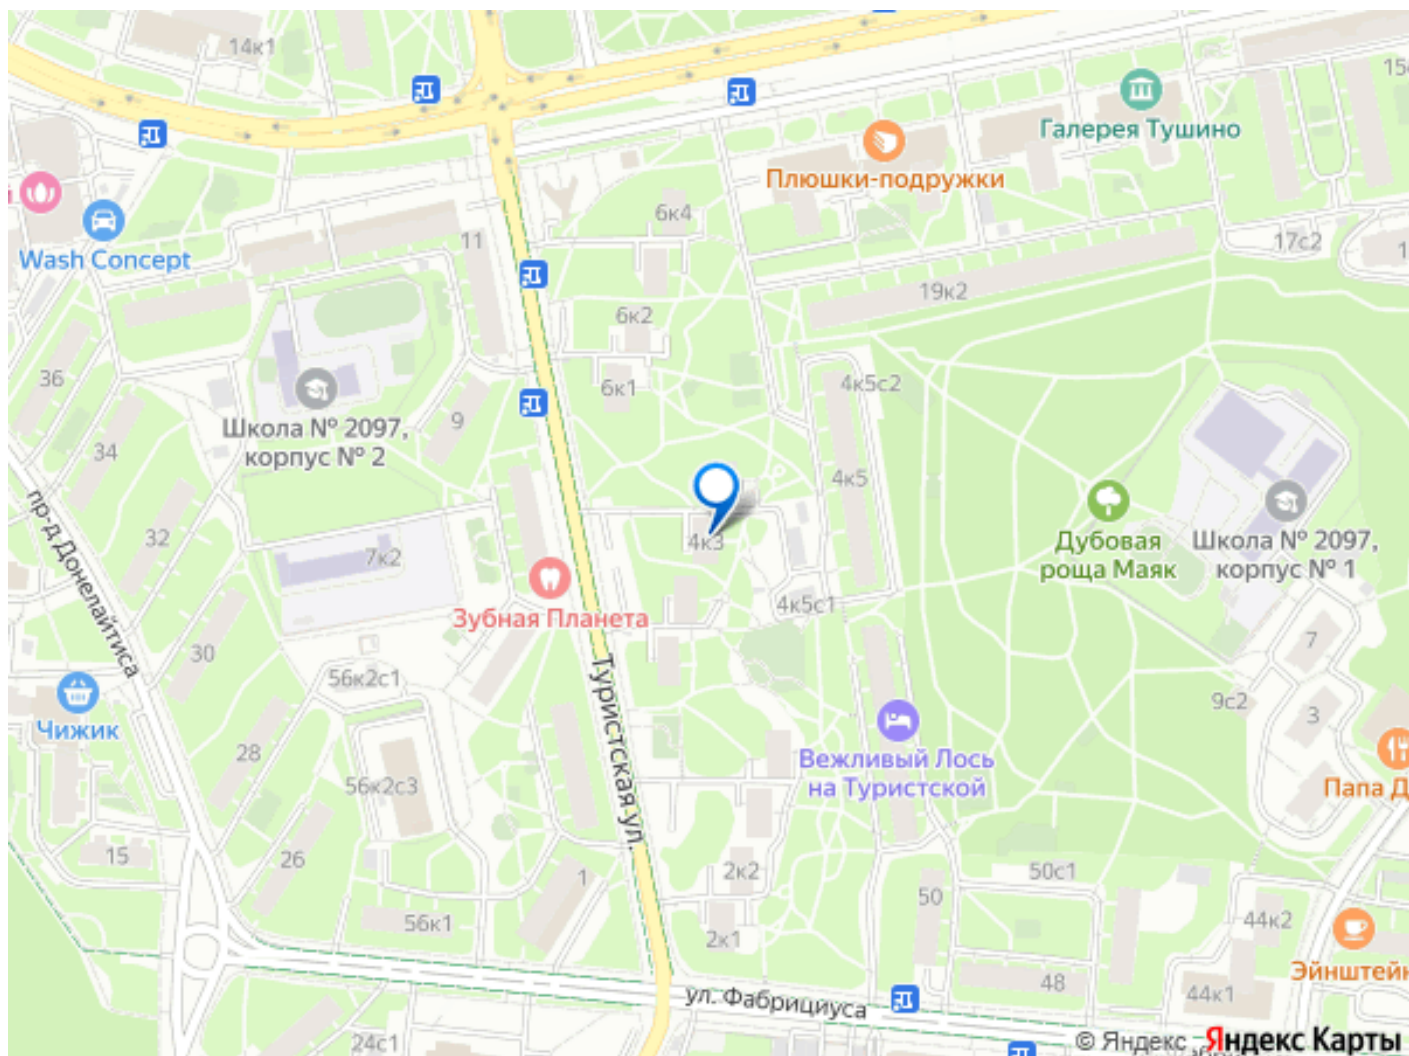 14к1
15
Галерея Тушино
Плюшки-подружки
6к4
11
17с2
1
Wash Concept
19к2
6к2
36
6к1
4к5с2
9
Школа № 2097,
корпус № 2
34
4к5
пр-д Донелайтиса
32
7к2
4к3
Дубовая
роща Маяк
Школа № 2097,
корпус № 1
4к5с1
Зубная Планета
30
7
56к2с1
Туристская ул.
9с2
3
Чижик
28
Вежливый Лось
на Туристской
56к2с3
Папа Д
15
26
1
2к2
50с1
50
56к1
2к1
44к2
48
Эйнштейн
44к1
ул. Фабрициуса
24с1
© Яндекс
Яндекс Карты